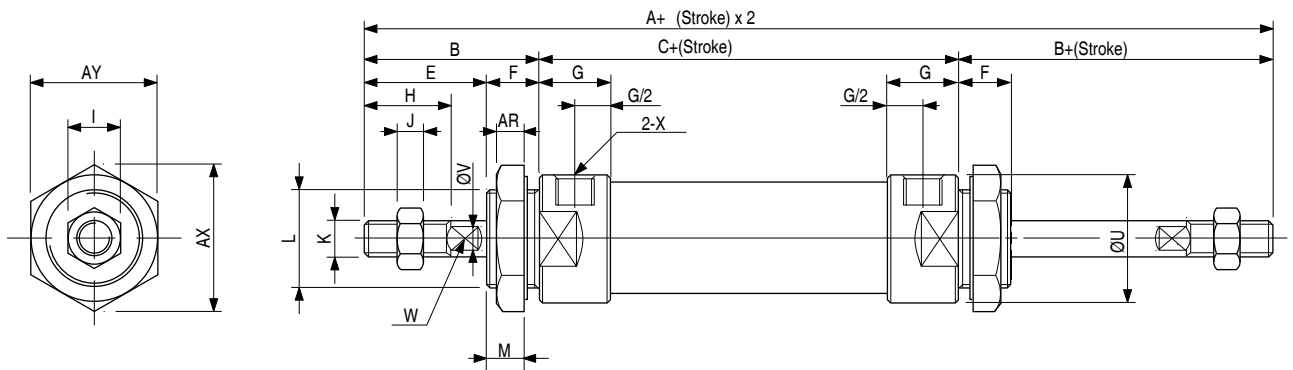 A+ (Stroke) x 2
B
C+(Stroke)
B+(Stroke)
AY
E
F
G
G
F
H
G/2
G/2
I
J
AR
2-X
ØV
AX
L
K
ØU
W
M